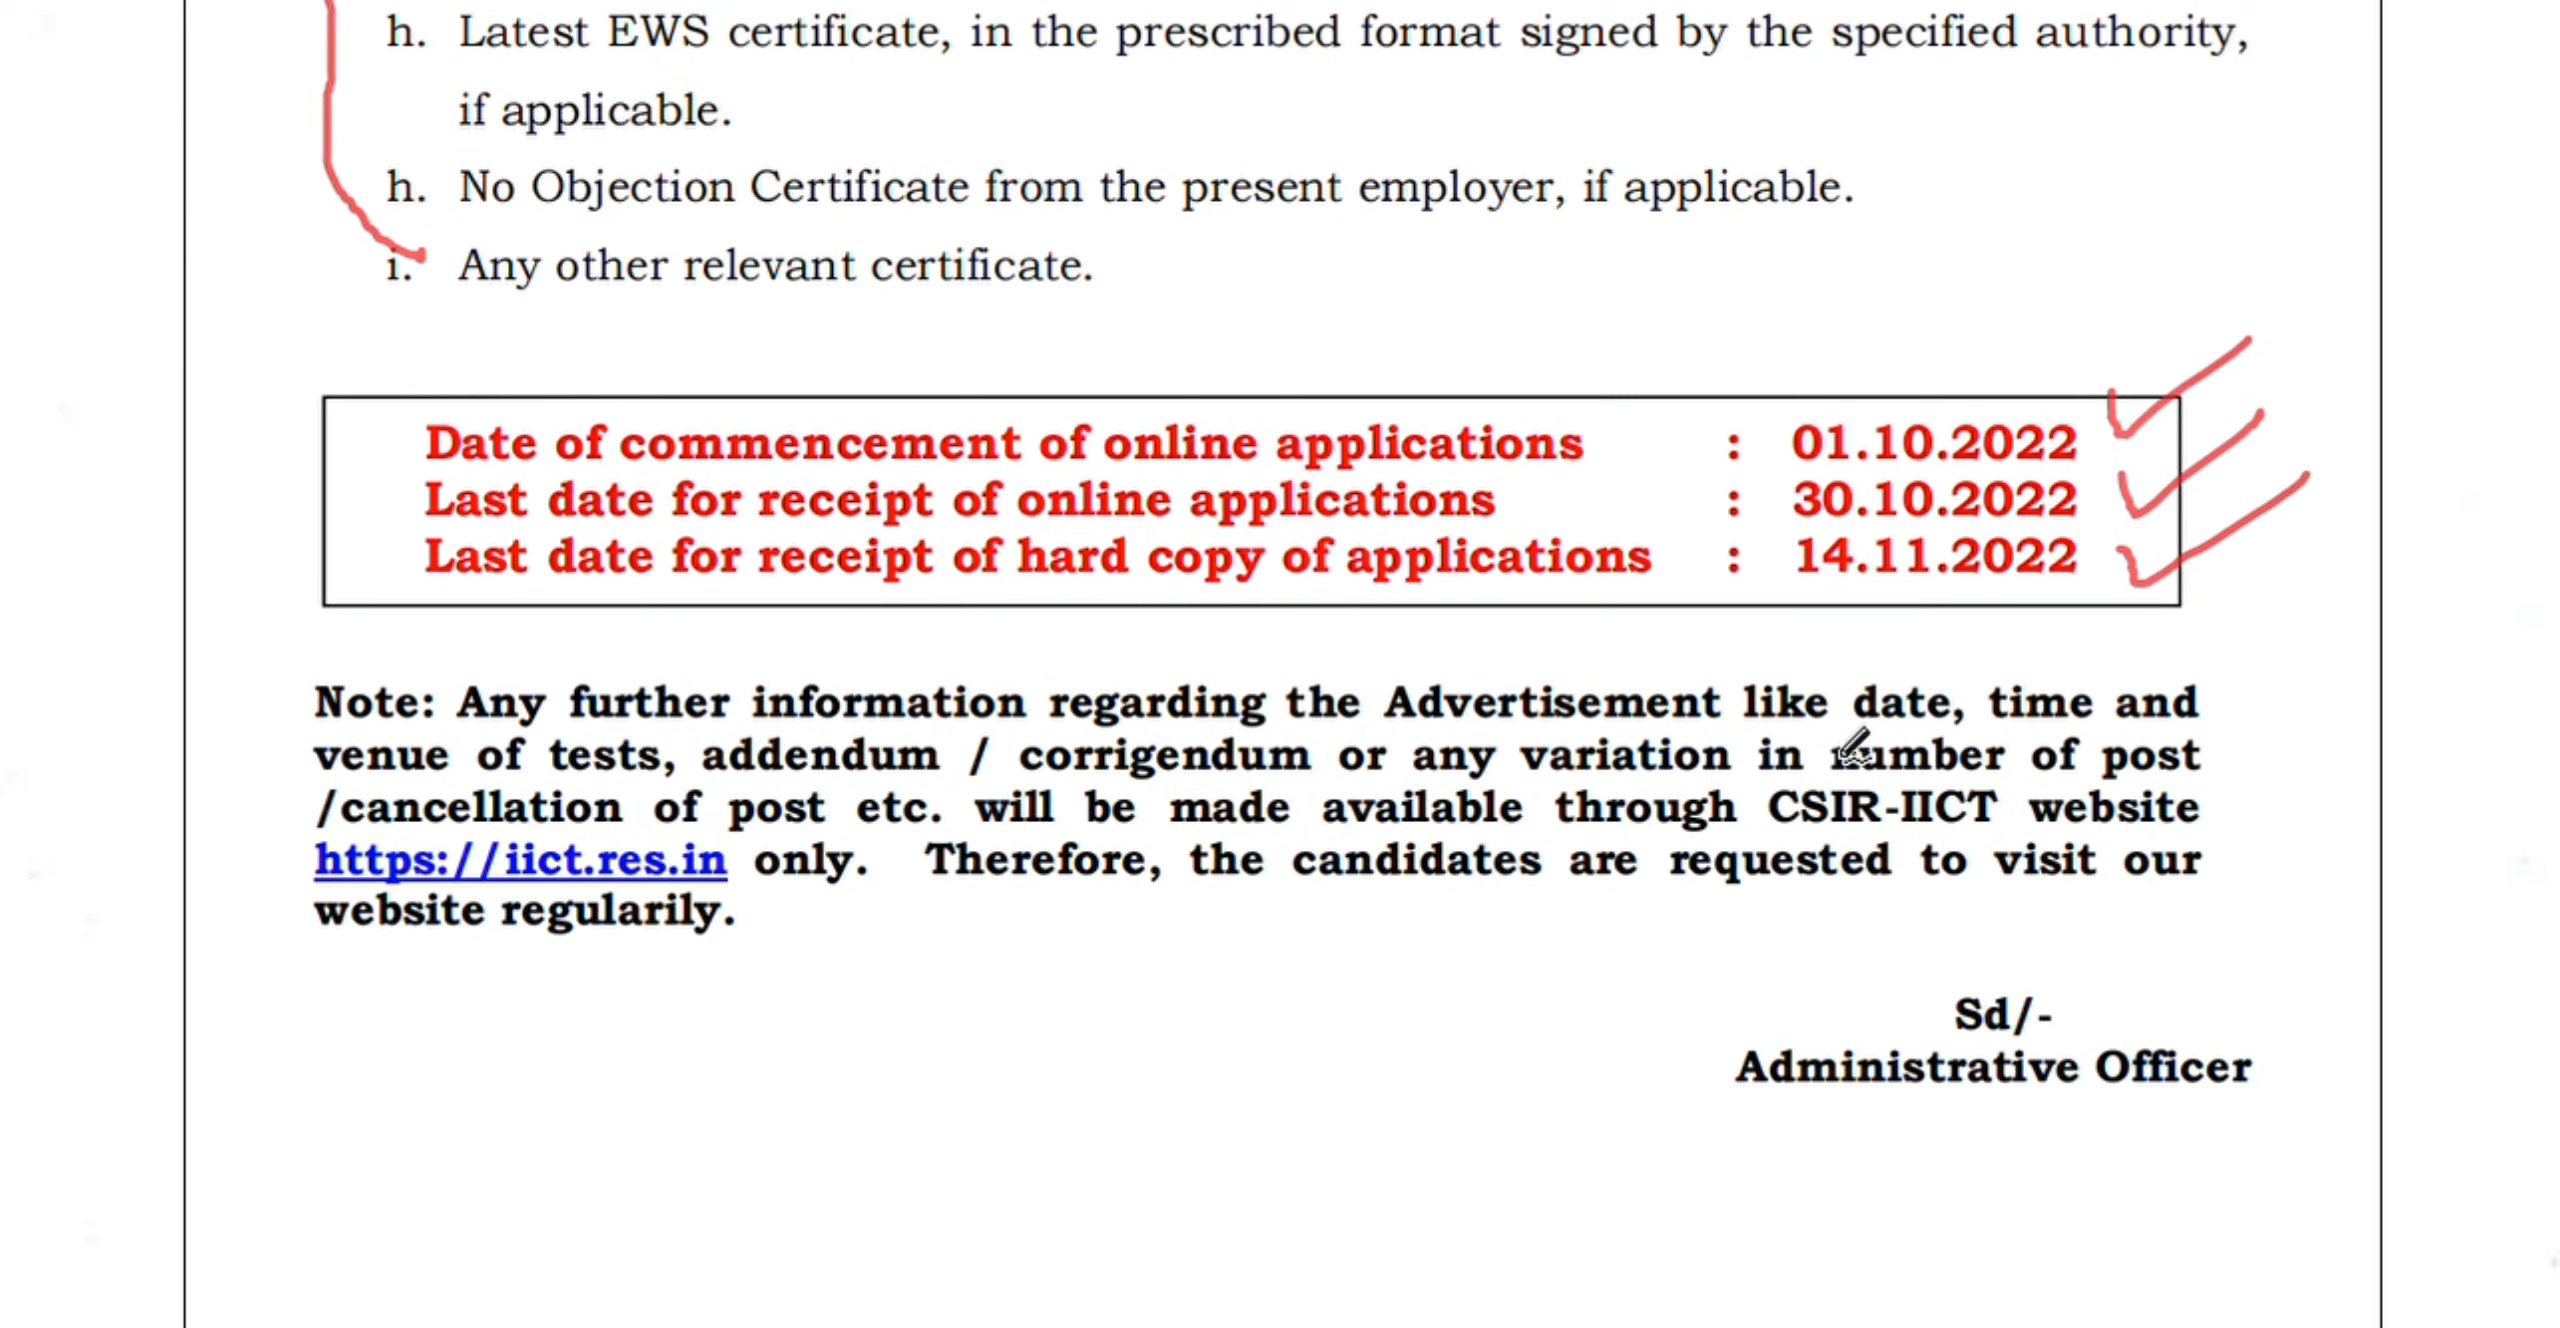 h. Latest EWS certificate, in the prescribed format signed by the specified authority,
if applicable.
h. No Objection Certificate from the present employer, if applicable.
i. Any other relevant certificate.
Date of commencement of online applications : 01.10.2022
Last date for receipt of online applications : 30.10.2022
Last date for receipt of hard copy of applications : 14.11.2022
Note: Any further information regarding the Advertisement like date, time and
venue of tests, addendum / corrigendum or any variation in number of post
/cancellation of post etc. will be made available through CSIR-IICT website
https://iict.res.in only. Therefore, the candidates are requested to visit our
website regularily.
Sd/-
Administrative Officer